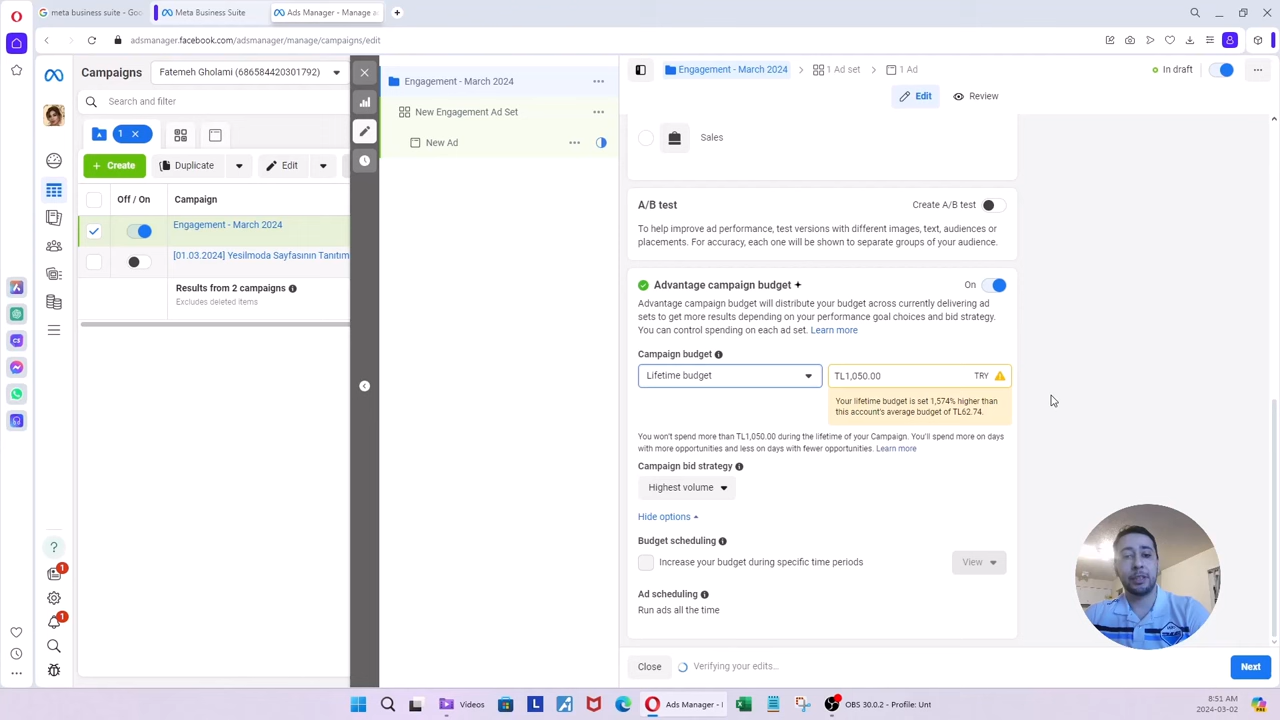 meta business suite - Goo
Meta Business Suite
Ads Manager - Manage a
adsmanager.facebook.com/adsmanager/manage/campaigns/edit
Campaigns
Fatemeh Gholami (686584420301792)
Search and filter
1
Create
Duplicate
Edit
Off / On
Campaign
Engagement - March 2024
[01.03.2024] Yesilmoda Sayfasının Tanıtım
Results from 2 campaigns
Excludes deleted items
Engagement - March 2024
New Engagement Ad Set
New Ad
Engagement - March 2024
1 Ad set
1 Ad
In draft
Edit
Review
Sales
A/B test
Create A/B test
To help improve ad performance, test versions with different images, text, audiences or
placements. For accuracy, each one will be shown to separate groups of your audience.
Advantage campaign budget
On
Advantage campaign budget will distribute your budget across currently delivering ad
sets to get more results depending on your performance goal choices and bid strategy.
You can control spending on each ad set. Learn more
Campaign budget
Lifetime budget
TL1,050.00
TRY
Your lifetime budget is set 1,574% higher than
this account's average budget of TL62.74.
You won't spend more than TL1,050.00 during the lifetime of your Campaign. You'll spend more on days
with more opportunities and less on days with fewer opportunities. Learn more
Campaign bid strategy
Highest volume
Hide options
Budget scheduling
Increase your budget during specific time periods
View
Ad scheduling
Run ads all the time
Close
Verifying your edits...
Next
CS
1
1
Videos
L
Ads Manager - I
OBS 30.0.2 - Profile: Unt
8:51 AM
2024-03-02